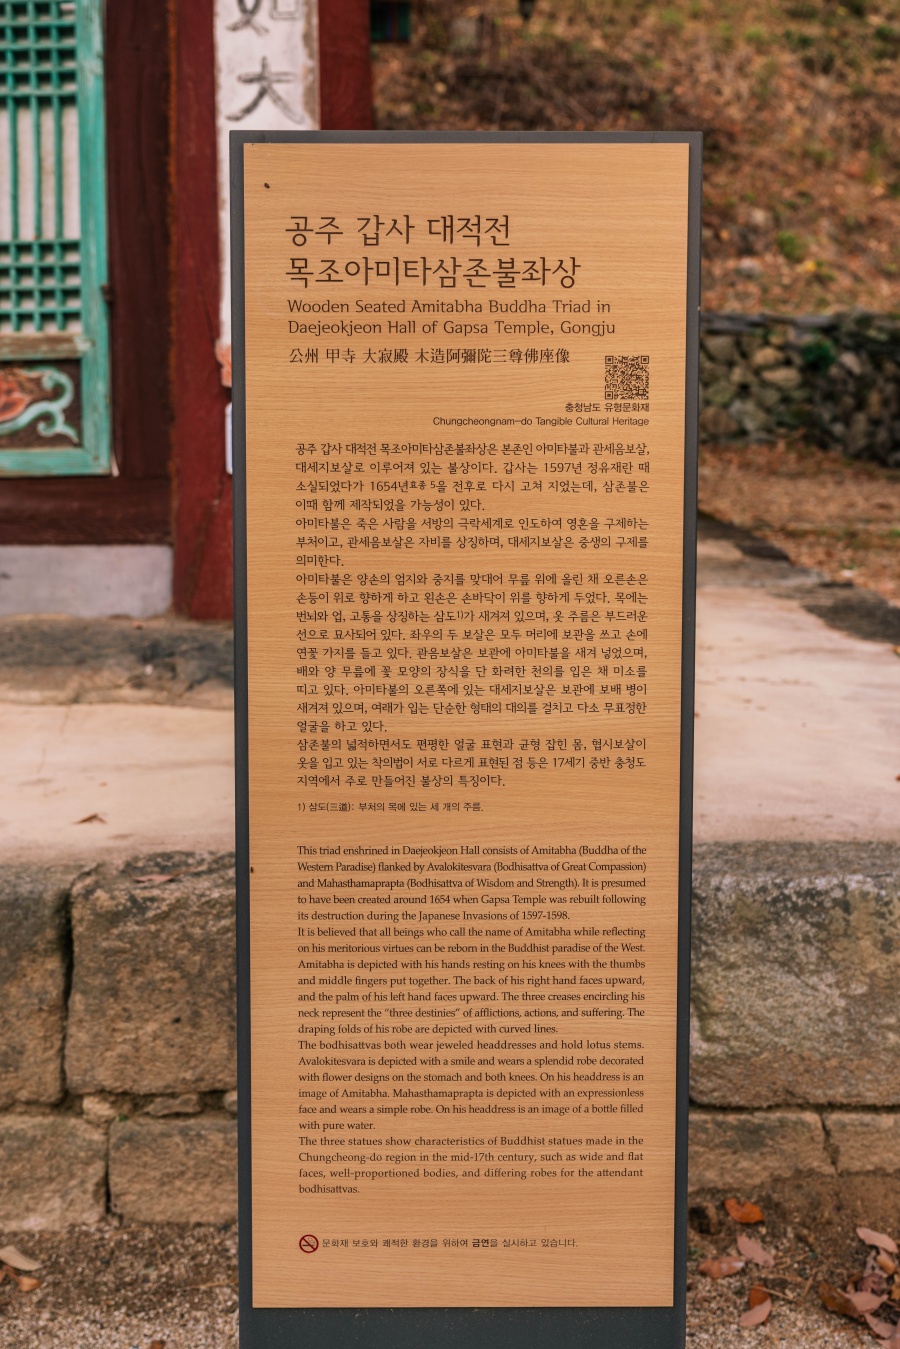 如
大
공주 갑사 대적전
목조아미타삼존불좌상
Wooden Seated Amitabha Buddha Triad in
Daejeokjeon Hall of Gapsa Temple, Gongju
公州 甲寺 大寂殿 木造阿彌陀三尊佛座像
충청남도 유형문화재
Chungcheongnam-do Tangible Cultural Heritage
공주 갑사 대적전 목조아미타삼존불좌상은 본존인 아미타불과 관세음보살,
대세지보살로 이루어져 있는 불상이다. 갑사는 1597년 정유재란 때
소실되었다가 1654년효종 5을 전후로 다시 고쳐 지었는데, 삼존불은
이때 함께 제작되었을 가능성이 있다.
아미타불은 죽은 사람을 서방의 극락세계로 인도하여 영혼을 구제하는
부처이고, 관세음보살은 자비를 상징하며, 대세지보살은 중생의 구제를
의미한다.
아미타불은 양손의 엄지와 중지를 맞대어 무릎 위에 올린 채 오른손은
손등이 위로 향하게 하고 왼손은 손바닥이 위를 향하게 두었다. 목에는
번뇌와 업, 고통을 상징하는 삼도1)가 새겨져 있으며, 옷 주름은 부드러운
선으로 묘사되어 있다. 좌우의 두 보살은 모두 머리에 보관을 쓰고 손에
연꽃 가지를 들고 있다. 관음보살은 보관에 아미타불을 새겨 넣었으며,
배와 양 무릎에 꽃 모양의 장식을 단 화려한 천의를 입은 채 미소를
띠고 있다. 아미타불의 오른쪽에 있는 대세지보살은 보관에 보배 병이
새겨져 있으며, 여래가 입는 단순한 형태의 대의를 걸치고 다소 무표정한
얼굴을 하고 있다.
삼존불의 넓적하면서도 편평한 얼굴 표현과 균형 잡힌 몸, 협시보살이
옷을 입고 있는 착의법이 서로 다르게 표현된 점 등은 17세기 중반 충청도
지역에서 주로 만들어진 불상의 특징이다.
1) 삼도(三道): 부처의 목에 있는 세 개의 주름.
This triad enshrined in Daejeokjeon Hall consists of Amitabha (Buddha of the
Western Paradise) flanked by Avalokitesvara (Bodhisattva of Great Compassion)
and Mahasthamaprapta (Bodhisattva of Wisdom and Strength). It is presumed
to have been created around 1654 when Gapsa Temple was rebuilt following
its destruction during the Japanese Invasions of 1597-1598.
It is believed that all beings who call the name of Amitabha while reflecting
on his meritorious virtues can be reborn in the Buddhist paradise of the West.
Amitabha is depicted with his hands resting on his knees with the thumbs
and middle fingers put together. The back of his right hand faces upward,
and the palm of his left hand faces upward. The three creases encircling his
neck represent the “three destinies” of afflictions, actions, and suffering. The
draping folds of his robe are depicted with curved lines.
The bodhisattvas both wear jeweled headdresses and hold lotus stems.
Avalokitesvara is depicted with a smile and wears a splendid robe decorated
with flower designs on the stomach and both knees. On his headdress is an
image of Amitabha. Mahasthamaprapta is depicted with an expressionless
face and wears a simple robe. On his headdress is an image of a bottle filled
with pure water.
The three statues show characteristics of Buddhist statues made in the
Chungcheong-do region in the mid-17th century, such as wide and flat
faces, well-proportioned bodies, and differing robes for the attendant
bodhisattvas.
문화재 보호와 쾌적한 환경을 위하여 금연을 실시하고 있습니다.